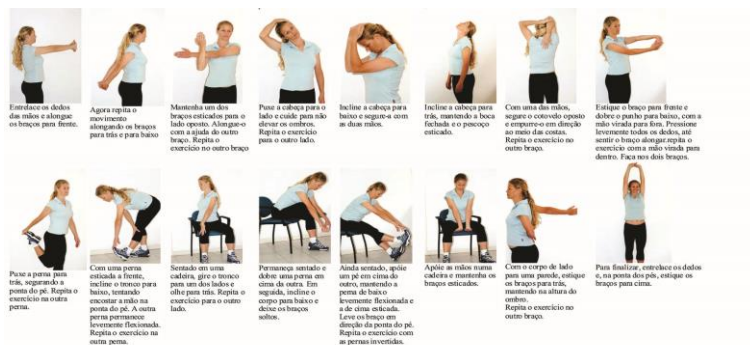 Entrelace os dedos
das mãos e alongue
os braços para frente.
Agora repita o
movimento
alongando os braços
para trás e para baixo
Mantenha um dos
braços esticados para o
lado oposto. Alongue-o
com a ajuda do outro
braço. Repita o
exercício no outro braço
Puxe a cabeça para o
lado e cuide para não
elevar os ombros.
Repita o exercício
para o outro lado.
Incline a cabeça para
baixo e segure-a com
as duas mãos.
Incline a cabeça para
trás, mantendo a boca
fechada e o pescoço
esticado.
Com uma das mãos,
segure o cotovelo oposto
e empurre-o em direção
ao meio das costas.
Repita o exercício no
outro braço.
Estique o braço para frente e
dobre o punho para baixo, com a
mão virada para fora. Pressione
levemente todos os dedos, até
sentir o braço alongar.repita o
exercício com a mão virada para
dentro. Faça nos dois braços.
Puxe a perna para
trás, segurando a
ponta do pé. Repita o
exercício na outra
perna.
Com uma perna
esticada a frente,
incline o tronco para
baixo, tentando
encostar a mão na
ponta do pé. A outra
perna permanece
levemente flexionada.
Repita o exercício na
outra perna.
Sentado em uma
cadeira, gire o tronco
para um dos lados e
olhe para trás. Repita o
exercício para o outro
lado.
Permaneça sentado e
dobre uma perna em
cima da outra. Em
seguida, incline o
corpo para baixo e
deixe os braços
soltos.
Ainda sentado, apóie
um pé em cima do
outro, mantendo a
perna de baixo
levemente flexionada e
a de cima esticada.
Leve os braço em
direção da ponta do pé.
Repita o exercício com
as pernas invertidas.
Apóie as mãos numa
cadeira e mantenha os
braços esticados.
Com o corpo de lado
para uma parede, estique
os braços para trás,
mantendo na altura do
ombro.
Repita o exercício no
outro braço.
Para finalizar, entrelace os dedos
e, na ponta dos pés, estique os
braços para cima.